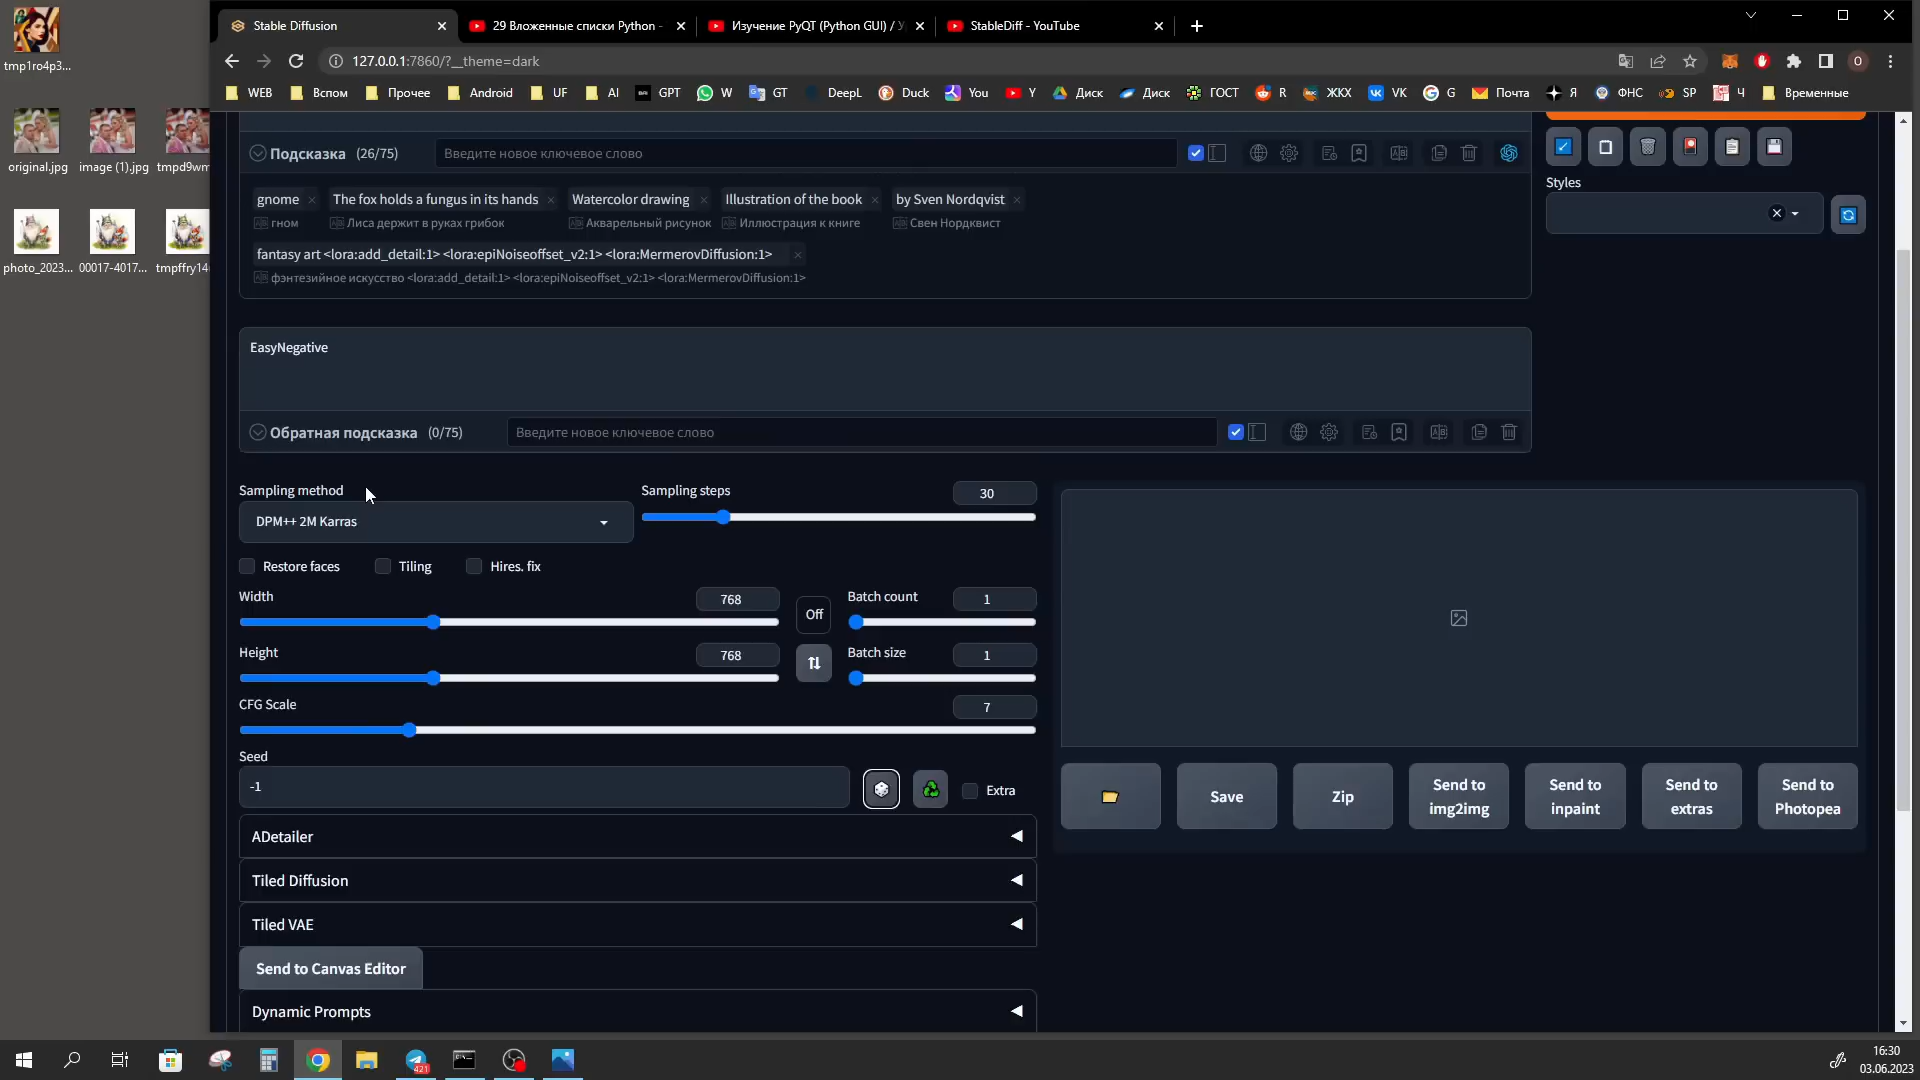 tmp1ro4p3...
original.jpg
image (1).jpg
tmpd9wm
photo_2023...
00017-4017...
tmpffry14
Stable Diffusion
29 Вложенные списки Python -
Изучение PyQT (Python GUI) / У
StableDiff - YouTube
127.0.0.1:7860/?__theme=dark
O
WEB
Вспом
Прочее
Android
UF
AI
GPT
W
GT
DeepL
Duck
You
Y
Диск
Диск
ГОСТ
R
ЖКХ
VK
G
Почта
Я
ФНС
SP
Ч
Временные
Подсказка (26/75)
Введите новое ключевое слово
gnome
The fox holds a fungus in its hands
Watercolor drawing
Illustration of the book
by Sven Nordqvist
гном
Лиса держит в руках грибок
Акварельный рисунок
Иллюстрация к книге
Свен Нордквист
fantasy art <lora:add_detail:1> <lora:epiNoiseoffset_v2:1> <lora:MermerovDiffusion:1>
фэнтезийное искусство <lora:add_detail:1> <lora:epiNoiseoffset_v2:1> <lora:MermerovDiffusion:1>
Styles
EasyNegative
Обратная подсказка (0/75)
Введите новое ключевое слово
Sampling method
DPM++ 2M Karras
Sampling steps
30
Restore faces
Tiling
Hires. fix
Width
768
Off
Batch count
1
Height
768
Batch size
1
CFG Scale
7
Seed
-1
Extra
ADetailer
Tiled Diffusion
Tiled VAE
Send to Canvas Editor
Dynamic Prompts
Save
Zip
Send to img2img
Send to inpaint
Send to extras
Send to Photopea
421
16:30
03.06.2023